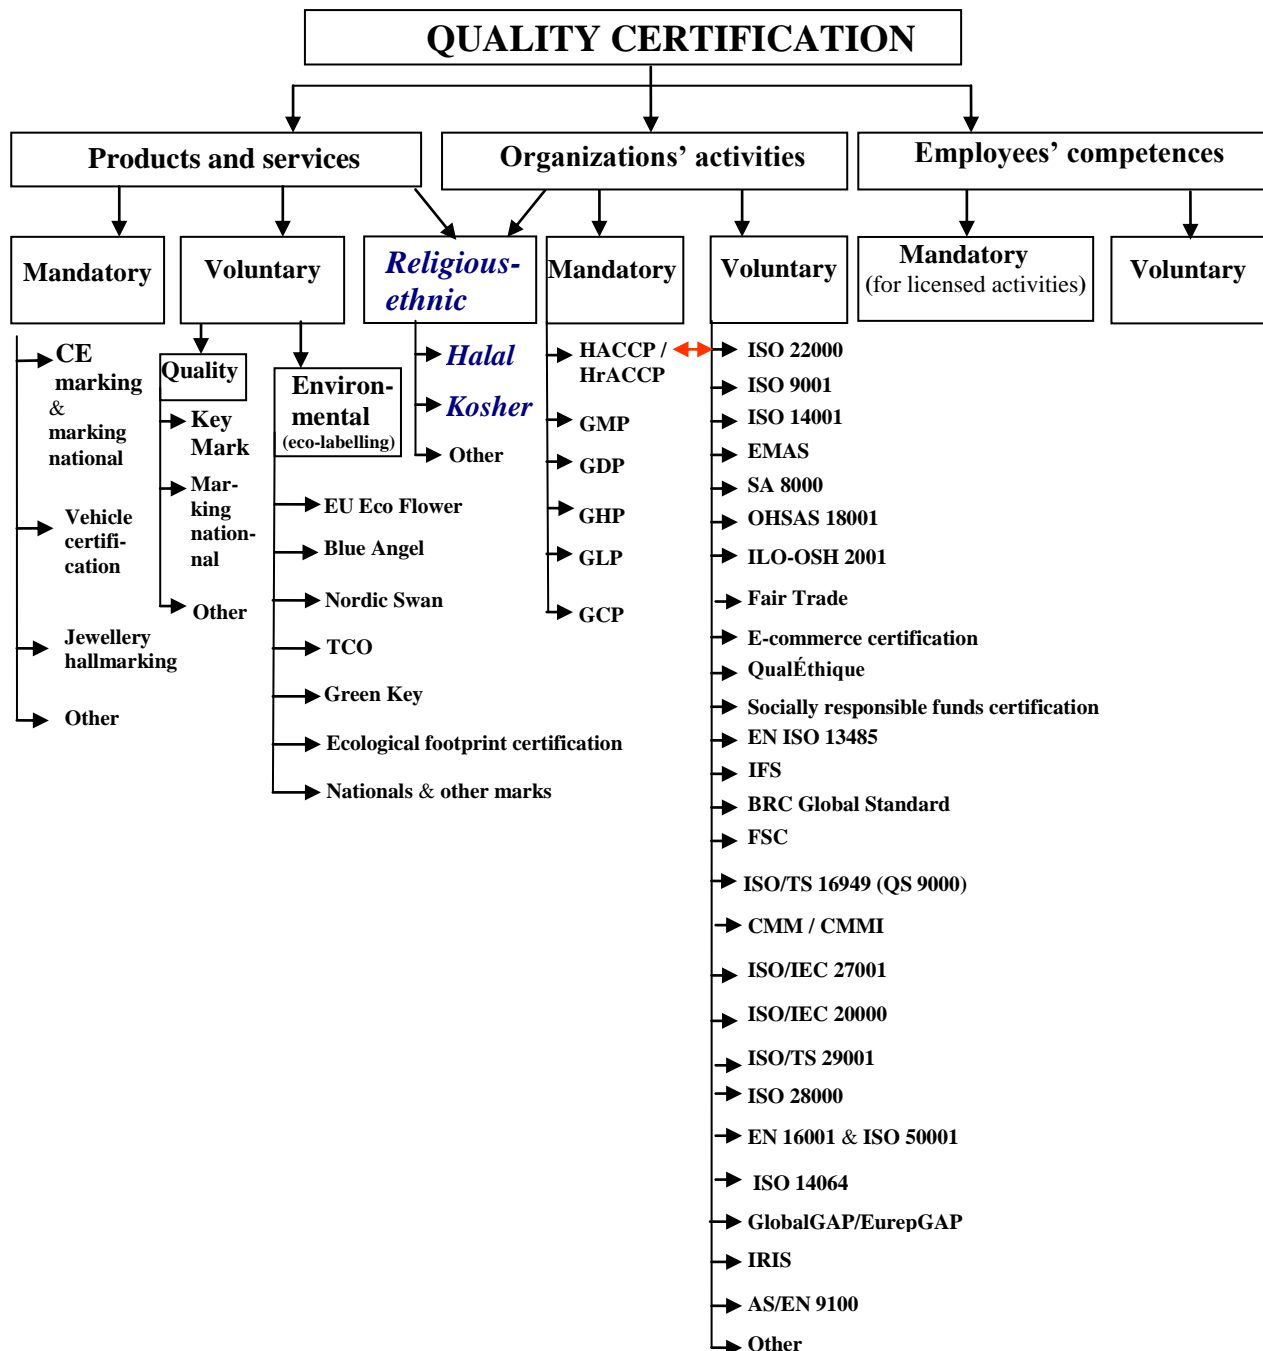 QUALITY CERTIFICATION
Products and services
Organizations’ activities
Employees’ competences
Mandatory
Voluntary
Religious-
ethnic
Mandatory
Voluntary
Mandatory
(for licensed activities)
Voluntary
CE
marking
&
marking
national
Vehicle
certifi-
cation
Jewellery
hallmarking
Other
Quality
Key
Mark
Mar-
king
nation-
nal
Other
Environ-
mental
(eco-labelling)
EU Eco Flower
Blue Angel
Nordic Swan
TCO
Green Key
Ecological footprint certification
Nationals & other marks
Halal
Kosher
Other
HACCP /
HrACCP
GMP
GDP
GHP
GLP
GCP
ISO 22000
ISO 9001
ISO 14001
EMAS
SA 8000
OHSAS 18001
ILO-OSH 2001
Fair Trade
E-commerce certification
QualÉthique
Socially responsible funds certification
EN ISO 13485
IFS
BRC Global Standard
FSC
ISO/TS 16949 (QS 9000)
CMM / CMMI
ISO/IEC 27001
ISO/IEC 20000
ISO/TS 29001
ISO 28000
EN 16001 & ISO 50001
ISO 14064
GlobalGAP/EurepGAP
IRIS
AS/EN 9100
Other